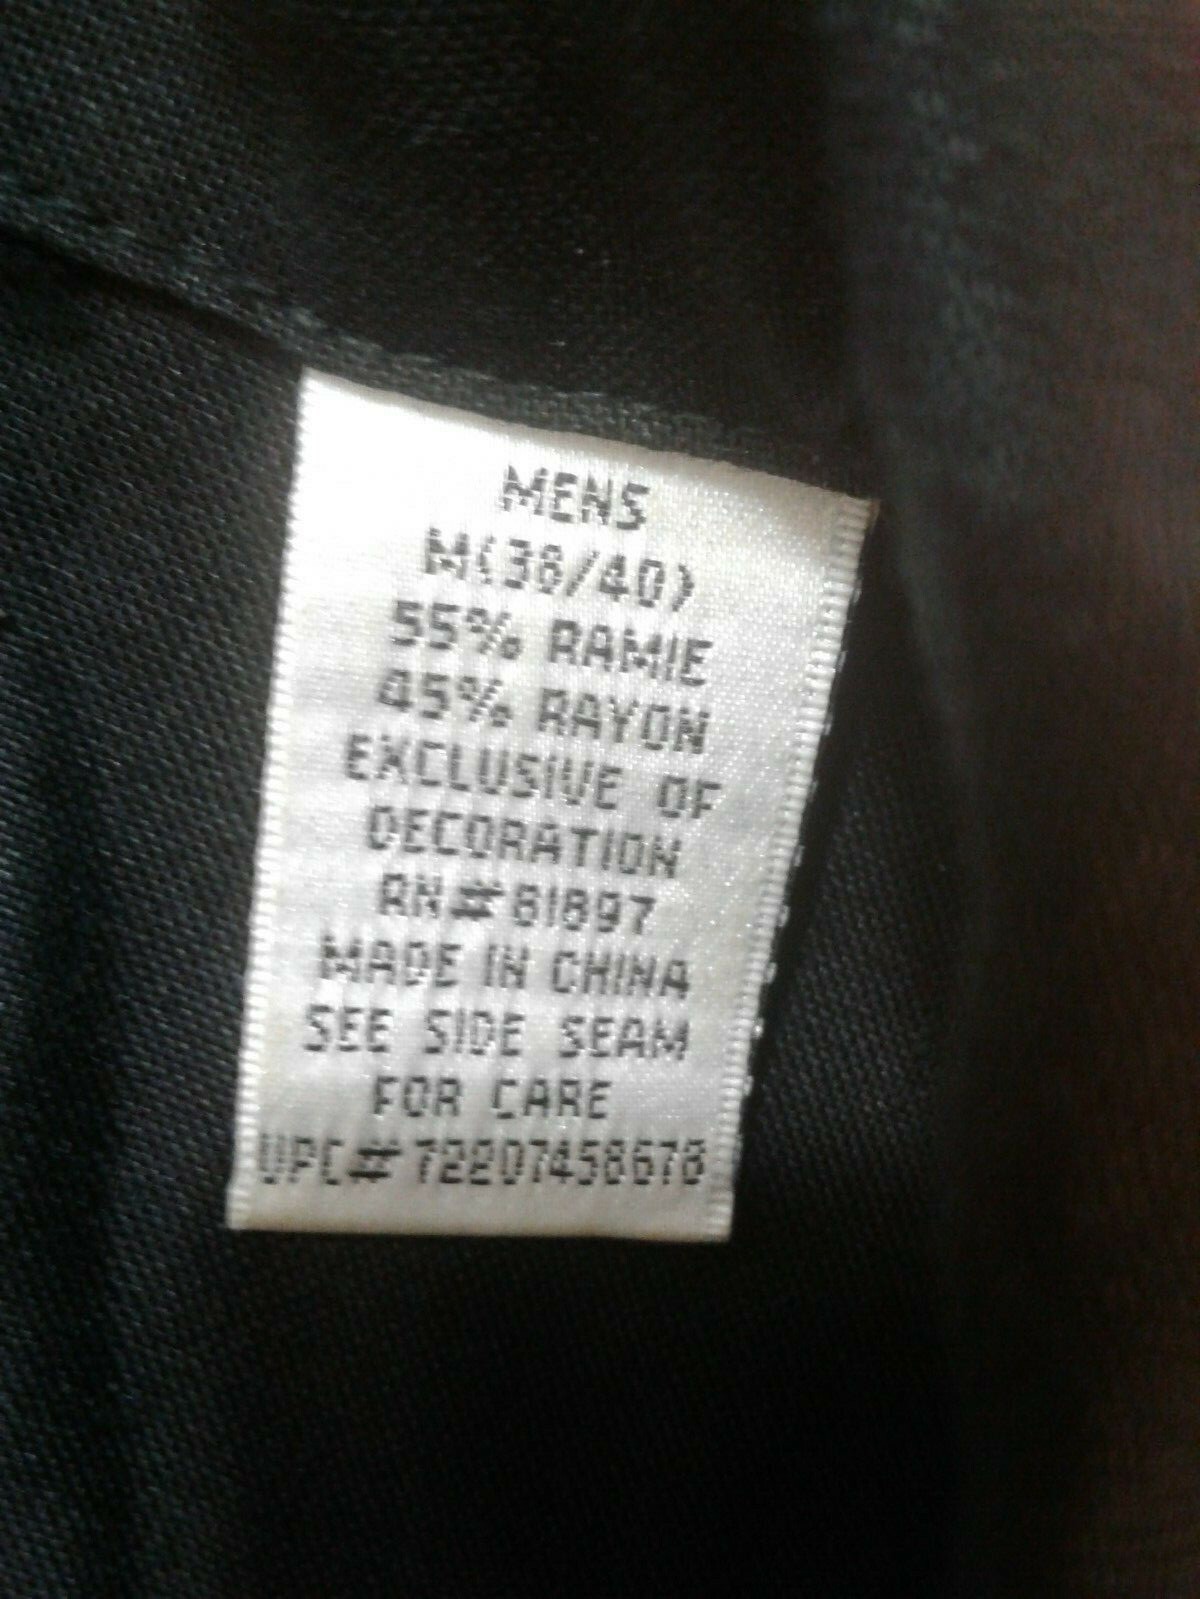 MENS
M(38/40)
55% RAMIE
45% RAYON
EXCLUSIVE OF
DECORATION
RN#81897
MADE IN CHINA
SEE SIDE SEAM
FOR CARE
UPC#72207458678